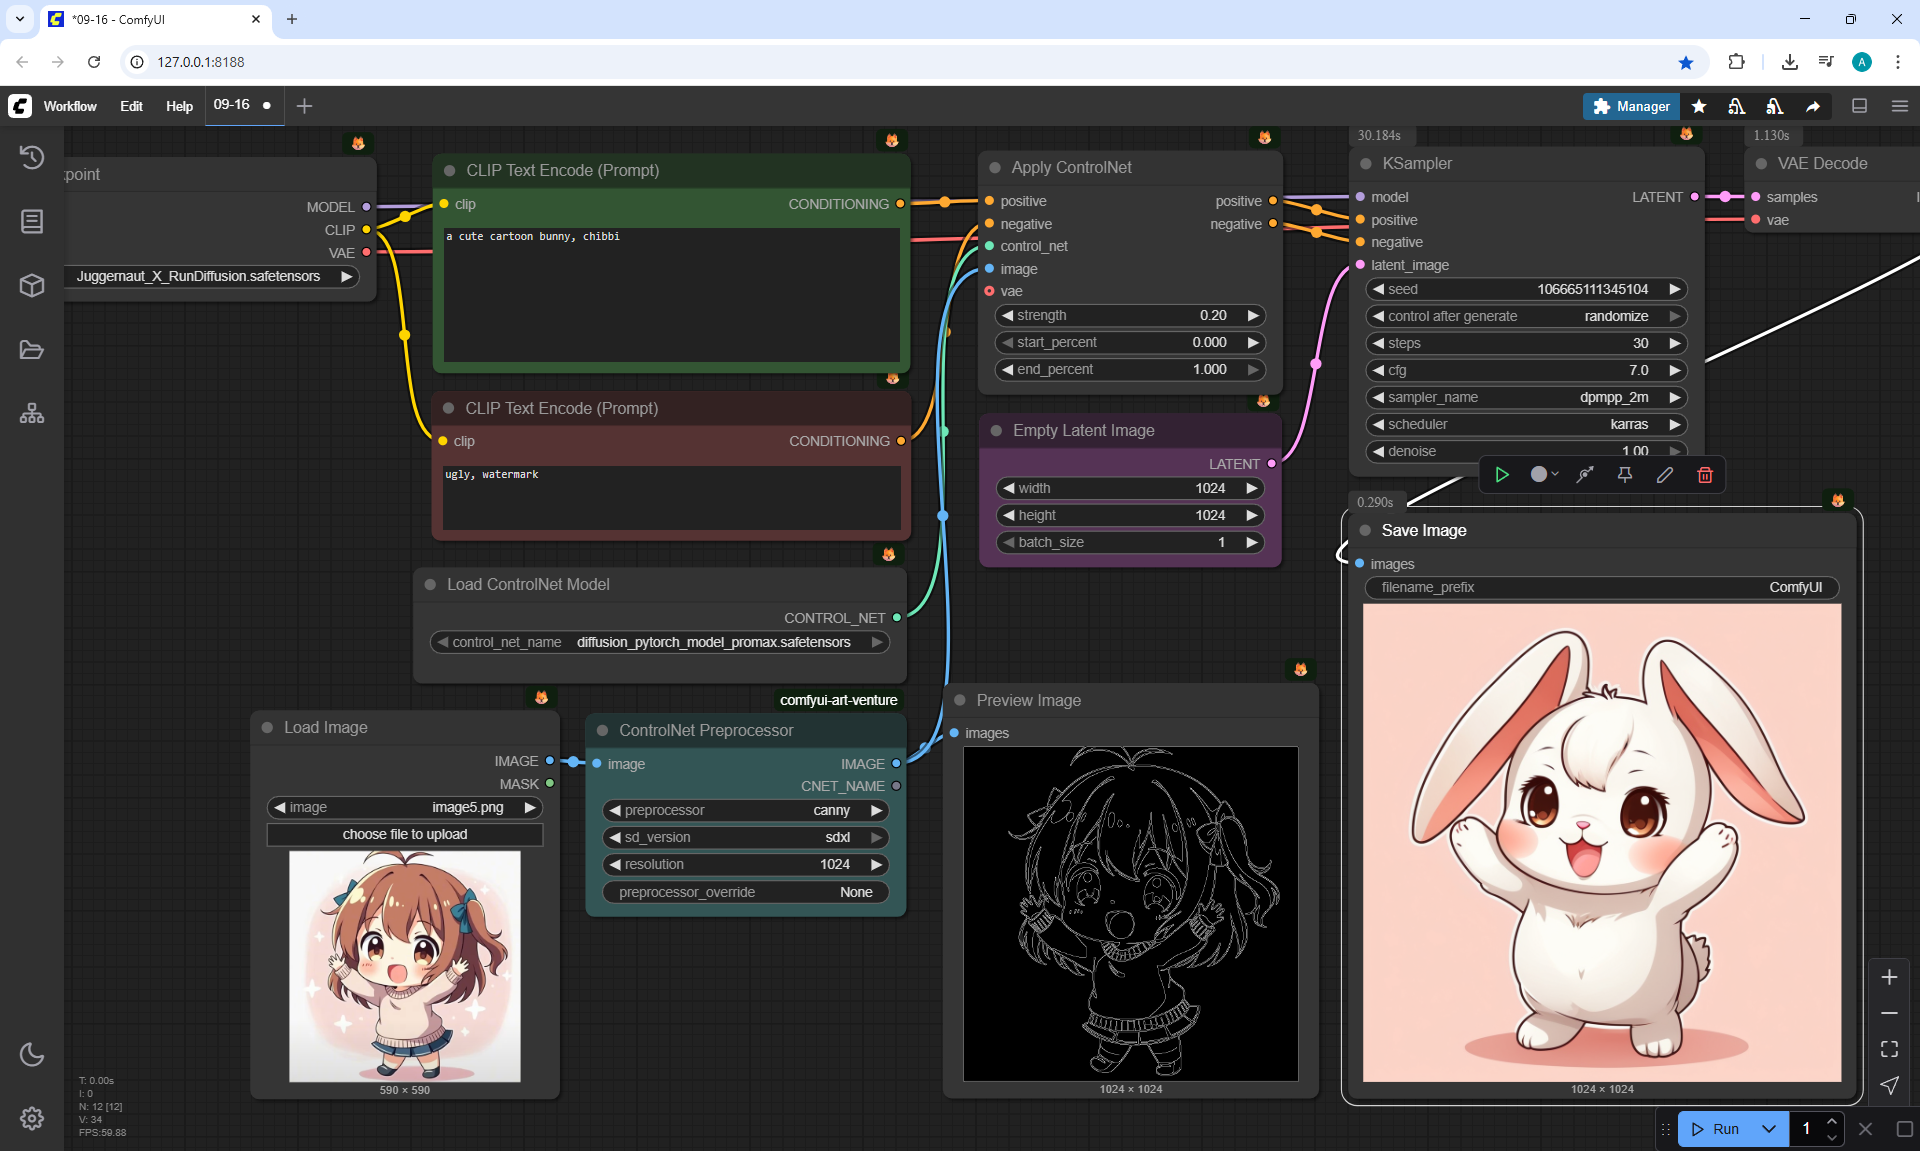 *09-16 - ComfyUI
127.0.0.1:8188
A
Workflow
Edit
Help
09-16
Manager
point
MODEL
CLIP
VAE
Juggernaut_X_RunDiffusion.safetensors
CLIP Text Encode (Prompt)
clip
CONDITIONING
a cute cartoon bunny, chibbi
CLIP Text Encode (Prompt)
clip
CONDITIONING
ugly, watermark
Load ControlNet Model
CONTROL_NET
control_net_name diffusion_pytorch_model_promax.safetensors
Load Image
IMAGE
MASK
image image5.png
choose file to upload
590 × 590
comfyui-art-venture
ControlNet Preprocessor
image IMAGE
CNET_NAME
preprocessor canny
sd_version sdxl
resolution 1024
preprocessor_override None
Apply ControlNet
positive positive
negative negative
control_net
image
vae
strength 0.20
start_percent 0.000
end_percent 1.000
Empty Latent Image
LATENT
width 1024
height 1024
batch_size 1
Preview Image
images
1024 × 1024
30.184s
KSampler
model LATENT
positive
negative
latent_image
seed 106665111345104
control after generate randomize
steps 30
cfg 7.0
sampler_name dpmpp_2m
scheduler karras
denoise 1.00
1.130s
VAE Decode
samples
vae
0.290s
Save Image
images
filename_prefix ComfyUI
1024 × 1024
T: 0.00s
I: 0
N: 12 [12]
V: 34
FPS:59.88
Run
1